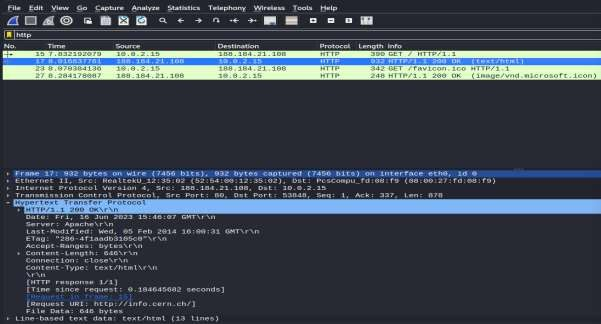 File Edit View Go Capture Analyze Statistics Telephony Wireless Tools Help
http
No. Time Source Destination Protocol Length Info
15 7.832192079 10.0.2.15 188.184.21.108 HTTP 390 GET / HTTP/1.1
17 8.016837761 188.184.21.108 10.0.2.15 HTTP 932 HTTP/1.1 200 OK (text/html)
23 8.070384136 10.0.2.15 188.184.21.108 HTTP 342 GET /favicon.ico HTTP/1.1
27 8.284178087 188.184.21.108 10.0.2.15 HTTP 248 HTTP/1.1 200 OK (image/vnd.microsoft.icon)
Frame 17: 932 bytes on wire (7456 bits), 932 bytes captured (7456 bits) on interface eth0, id 0
Ethernet II, Src: RealtekU_12:35:02 (52:54:00:12:35:02), Dst: PcsCompu_fd:08:f9 (08:00:27:fd:08:f9)
Internet Protocol Version 4, Src: 188.184.21.108, Dst: 10.0.2.15
Transmission Control Protocol, Src Port: 80, Dst Port: 53848, Seq: 1, Ack: 337, Len: 878
Hypertext Transfer Protocol
HTTP/1.1 200 OK\r\n
Date: Fri, 16 Jun 2023 15:46:07 GMT\r\n
Server: Apache\r\n
Last-Modified: Wed, 05 Feb 2014 16:00:31 GMT\r\n
ETag: "286-4f1aadb3105c0"\r\n
Accept-Ranges: bytes\r\n
Content-Length: 646\r\n
Connection: close\r\n
Content-Type: text/html\r\n
\r\n
[HTTP response 1/1]
[Time since request: 0.184645682 seconds]
[Request in frame: 15]
[Request URI: http://info.cern.ch/]
File Data: 646 bytes
Line-based text data: text/html (13 lines)